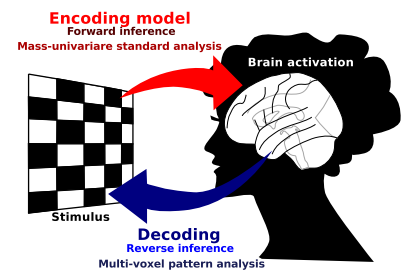 Encoding model
Forward inference
Mass-univariare standard analysis
Brain activation
Stimulus
Decoding
Reverse inference
Multi-voxel pattern analysis